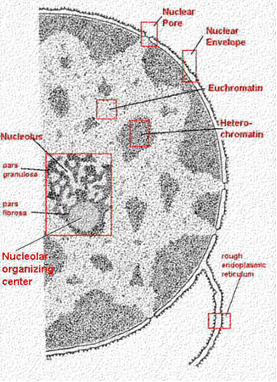 Nuclear
Pore
Nuclear
Envelope
Euchromatin
Hetero-
chromatin
Nucleolus
pars
granulosa
pars
fibrosa
Nucleolar
organizing
center
rough
endoplasmic
reticulum